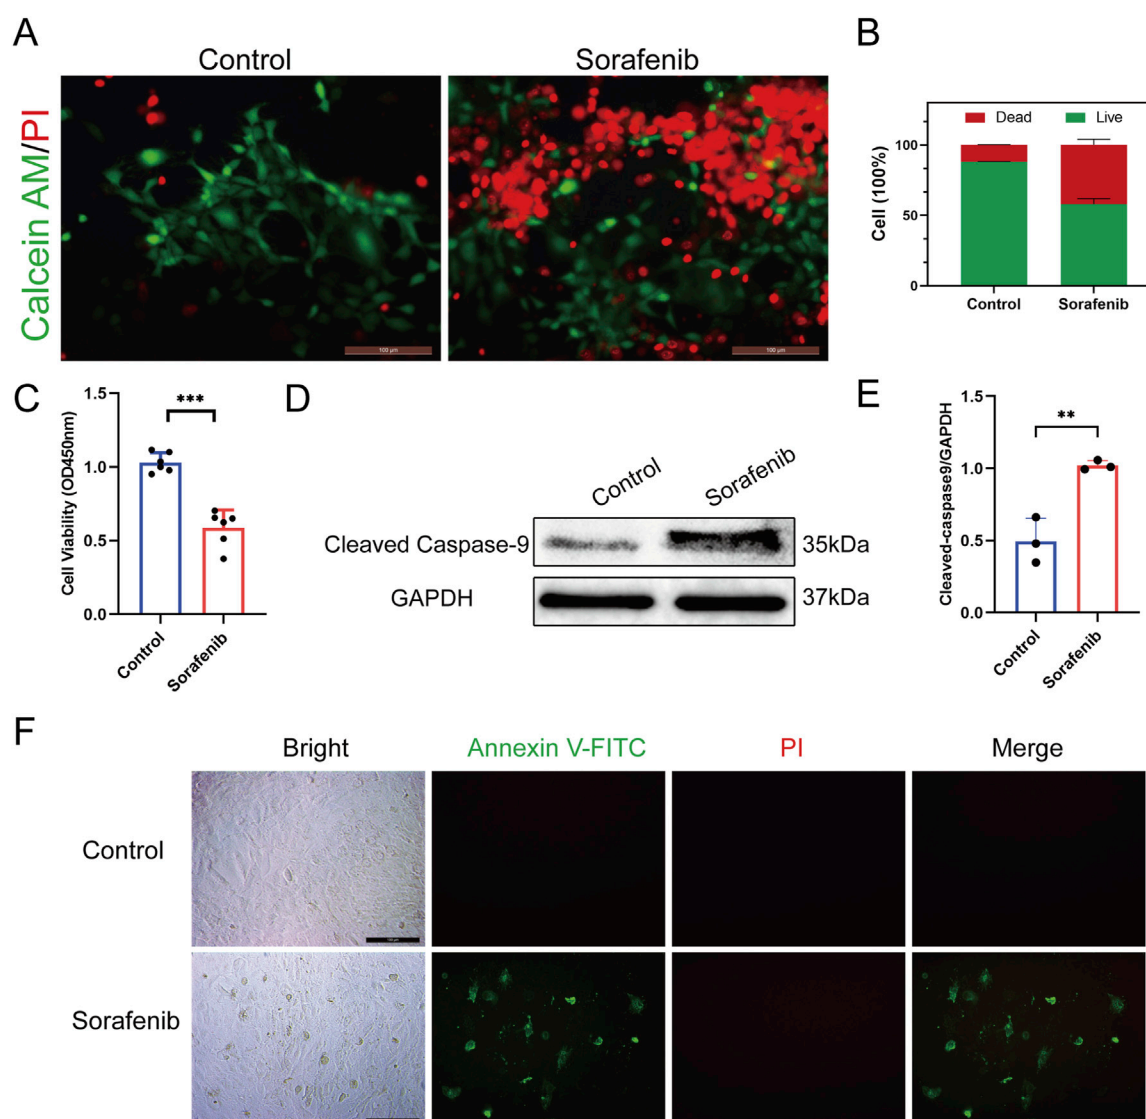 A
Control
Sorafenib
Calcein AM/PI
100 μm
100 μm
B
Dead
Live
Cell (100%)
100
50
0
Control
Sorafenib
C
Cell Viability (OD450nm)
1.5
1.0
0.5
0.0
***
Control
Sorafenib
D
Control
Sorafenib
Cleaved Caspase-9
35kDa
GAPDH
37kDa
E
Cleaved-caspase9/GAPDH
1.5
1.0
0.5
0.0
**
Control
Sorafenib
F
Bright
Annexin V-FITC
PI
Merge
Control
Sorafenib